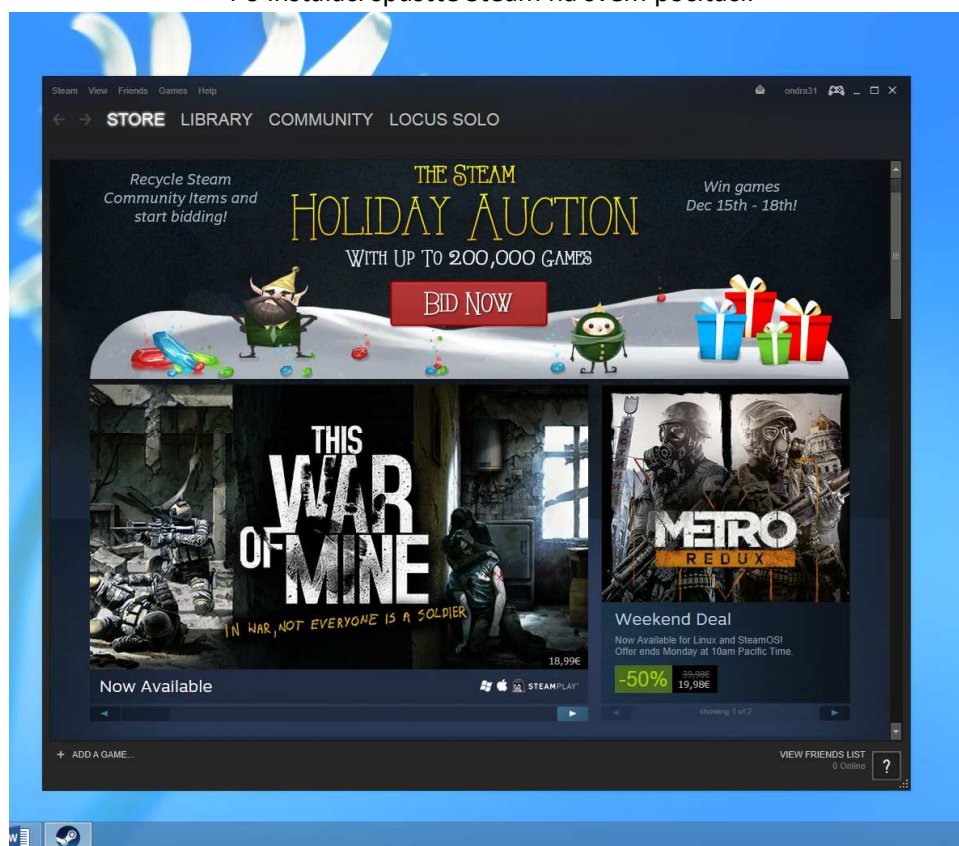 Po instalaci spusťte Steam na svém počítači
Steam View Friends Games Help
ondra31
STORE LIBRARY COMMUNITY LOCUS SOLO
Recycle Steam
Community Items and
start bidding!
THE STEAM
HOLIDAY AUCTION
WITH UP TO 200,000 GAMES
BID NOW
Win games
Dec 15th - 18th!
THIS
WAR
OF MINE
IN WAR, NOT EVERYONE IS A SOLDIER
18,99€
Now Available
STEAMPLAY
METRO
REDUX
Weekend Deal
Now Available for Linux and SteamOS!
Offer ends Monday at 10am Pacific Time.
-50%
39,98€
19,98€
showing 1 of 2
+ ADD A GAME...
VIEW FRIENDS LIST
0 Online
?
W